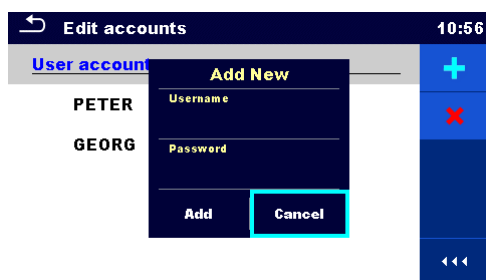 Edit accounts 10:56
User account
Add New
PETER
Username
GEORG
Password
Add Cancel